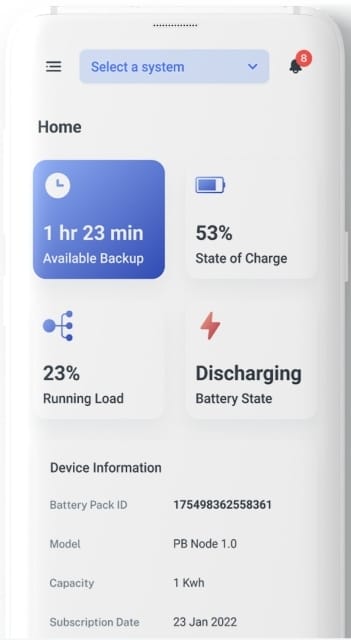 Select a system
8
Home
1 hr 23 min
Available Backup
53%
State of Charge
23%
Running Load
Discharging
Battery State
Device Information
Battery Pack ID 175498362558361
Model PB Node 1.0
Capacity 1 Kwh
Subscription Date 23 Jan 2022